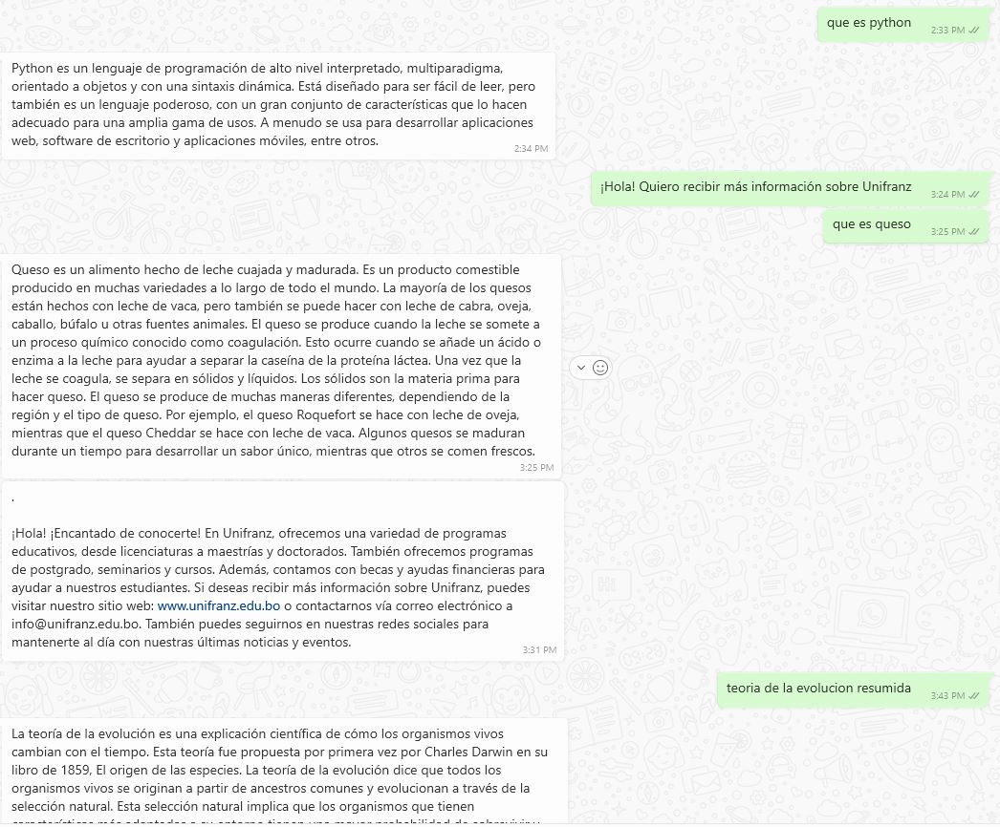 que es python
2:33 PM
Python es un lenguaje de programación de alto nivel interpretado, multiparadigma,
orientado a objetos y con una sintaxis dinámica. Está diseñado para ser fácil de leer, pero
también es un lenguaje poderoso, con un gran conjunto de características que lo hacen
adecuado para una amplia gama de usos. A menudo se usa para desarrollar aplicaciones
web, software de escritorio y aplicaciones móviles, entre otros.
2:34 PM
¡Hola! Quiero recibir más información sobre Unifranz
3:24 PM
que es queso
3:25 PM
Queso es un alimento hecho de leche cuajada y madurada. Es un producto comestible
producido en muchas variedades a lo largo de todo el mundo. La mayoría de los quesos
están hechos con leche de vaca, pero también se puede hacer con leche de cabra, oveja,
caballo, búfalo u otras fuentes animales. El queso se produce cuando la leche se somete a
un proceso químico conocido como coagulación. Esto ocurre cuando se añade un ácido o
enzima a la leche para ayudar a separar la caseína de la proteína láctea. Una vez que la
leche se coagula, se separa en sólidos y líquidos. Los sólidos son la materia prima para
hacer queso. El queso se produce de muchas maneras diferentes, dependiendo de la
región y el tipo de queso. Por ejemplo, el queso Roquefort se hace con leche de oveja,
mientras que el queso Cheddar se hace con leche de vaca. Algunos quesos se maduran
durante un tiempo para desarrollar un sabor único, mientras que otros se comen frescos.
3:25 PM
.
¡Hola! ¡Encantado de conocerte! En Unifranz, ofrecemos una variedad de programas
educativos, desde licenciaturas a maestrías y doctorados. También ofrecemos programas
de postgrado, seminarios y cursos. Además, contamos con becas y ayudas financieras para
ayudar a nuestros estudiantes. Si deseas recibir más información sobre Unifranz, puedes
visitar nuestro sitio web: www.unifranz.edu.bo o contactarnos vía correo electrónico a
info@unifranz.edu.bo. También puedes seguirnos en nuestras redes sociales para
mantenerte al día con nuestras últimas noticias y eventos.
3:31 PM
teoria de la evolucion resumida
3:43 PM
La teoría de la evolución es una explicación científica de cómo los organismos vivos
cambian con el tiempo. Esta teoría fue propuesta por primera vez por Charles Darwin en su
libro de 1859, El origen de las especies. La teoría de la evolución dice que todos los
organismos vivos se originan a partir de ancestros comunes y evolucionan a través de la
selección natural. Esta selección natural implica que los organismos que tienen